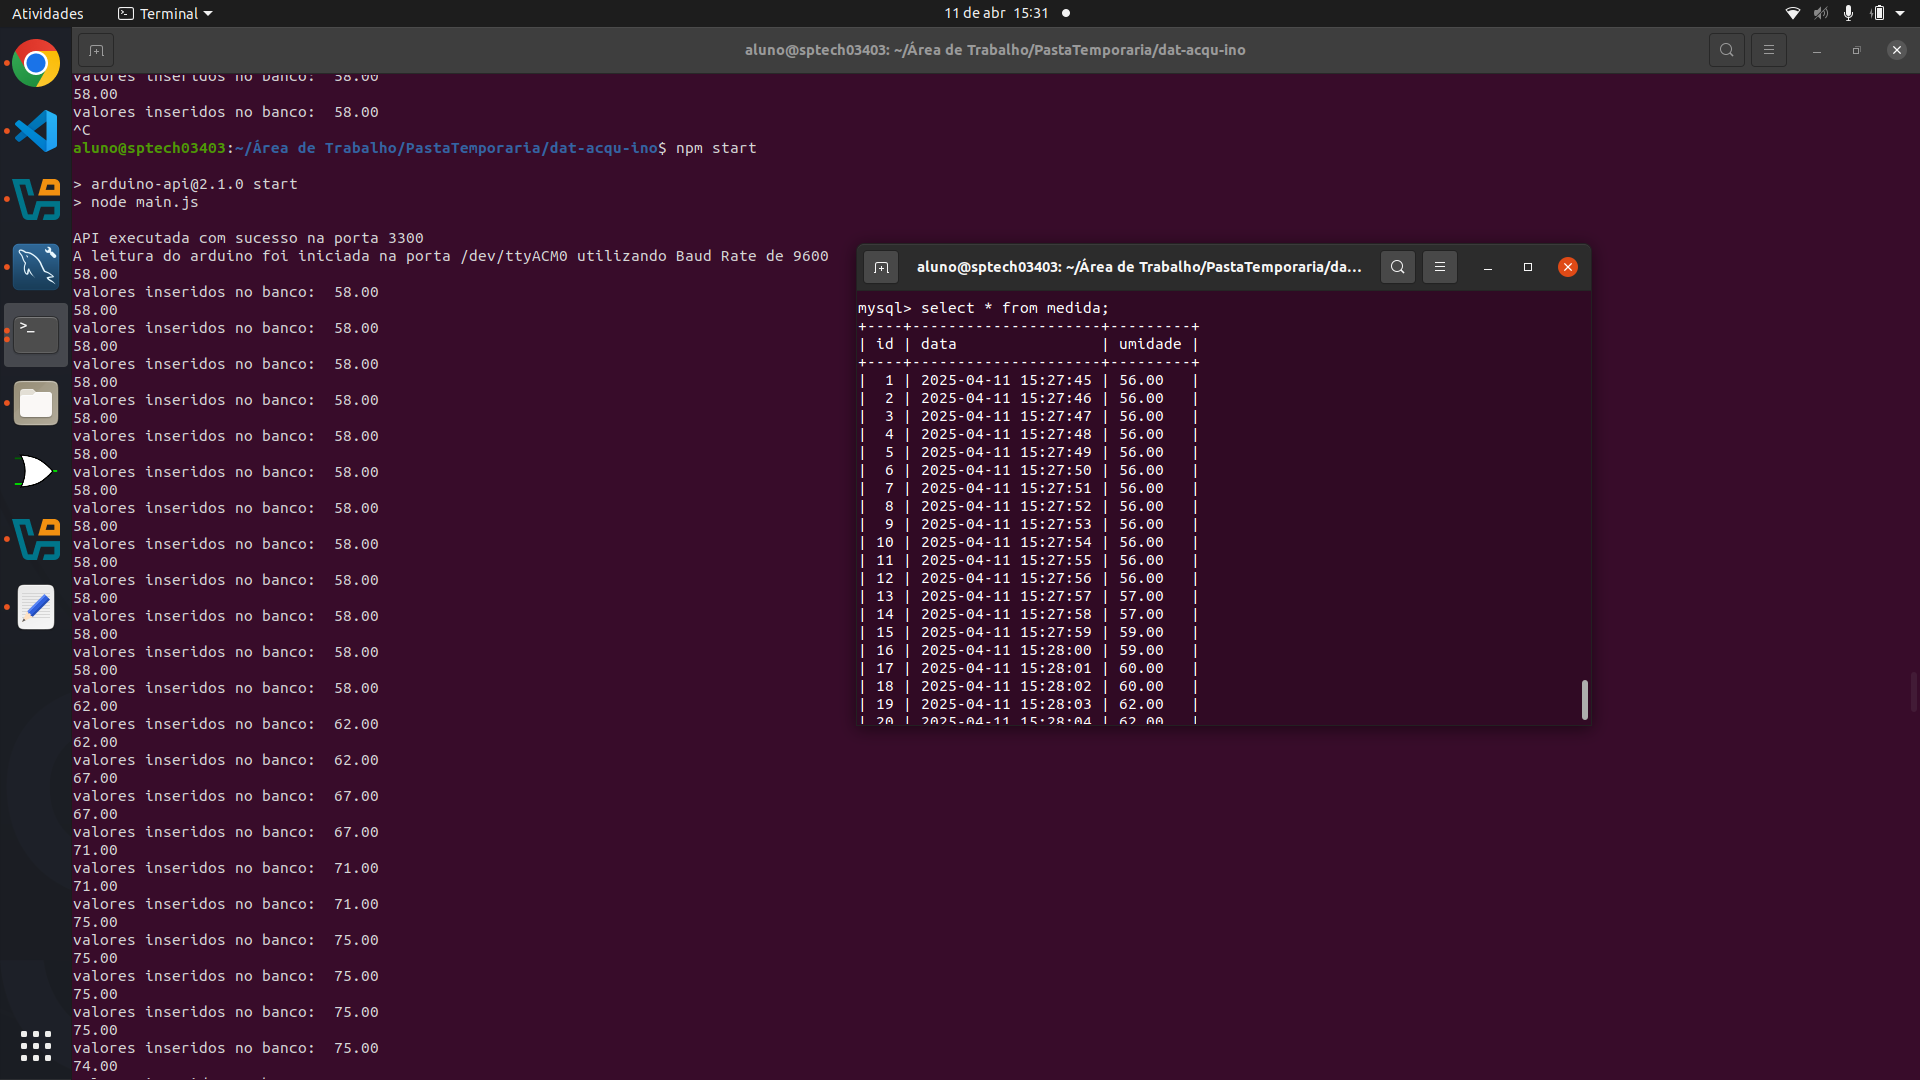 Atividades
Terminal
11 de abr 15:31
aluno@sptech03403: ~/Área de Trabalho/PastaTemporaria/dat-acqu-ino
valores inseridos no banco:  58.00
58.00
valores inseridos no banco:  58.00
^C
aluno@sptech03403:~/Área de Trabalho/PastaTemporaria/dat-acqu-ino$ npm start
> arduino-api@2.1.0 start
> node main.js
API executada com sucesso na porta 3300
A leitura do arduino foi iniciada na porta /dev/ttyACM0 utilizando Baud Rate de 9600
58.00
valores inseridos no banco:  58.00
58.00
valores inseridos no banco:  58.00
58.00
valores inseridos no banco:  58.00
58.00
valores inseridos no banco:  58.00
58.00
valores inseridos no banco:  58.00
58.00
valores inseridos no banco:  58.00
58.00
valores inseridos no banco:  58.00
58.00
valores inseridos no banco:  58.00
58.00
valores inseridos no banco:  58.00
58.00
valores inseridos no banco:  58.00
58.00
valores inseridos no banco:  58.00
58.00
valores inseridos no banco:  58.00
62.00
valores inseridos no banco:  62.00
62.00
valores inseridos no banco:  62.00
67.00
valores inseridos no banco:  67.00
67.00
valores inseridos no banco:  67.00
71.00
valores inseridos no banco:  71.00
71.00
valores inseridos no banco:  71.00
75.00
valores inseridos no banco:  75.00
75.00
valores inseridos no banco:  75.00
75.00
valores inseridos no banco:  75.00
75.00
valores inseridos no banco:  75.00
74.00
aluno@sptech03403: ~/Área de Trabalho/PastaTemporaria/da...
mysql> select * from medida;
+----+---------------------+---------+
| id | data                | umidade |
+----+---------------------+---------+
|  1 | 2025-04-11 15:27:45 | 56.00   |
|  2 | 2025-04-11 15:27:46 | 56.00   |
|  3 | 2025-04-11 15:27:47 | 56.00   |
|  4 | 2025-04-11 15:27:48 | 56.00   |
|  5 | 2025-04-11 15:27:49 | 56.00   |
|  6 | 2025-04-11 15:27:50 | 56.00   |
|  7 | 2025-04-11 15:27:51 | 56.00   |
|  8 | 2025-04-11 15:27:52 | 56.00   |
|  9 | 2025-04-11 15:27:53 | 56.00   |
| 10 | 2025-04-11 15:27:54 | 56.00   |
| 11 | 2025-04-11 15:27:55 | 56.00   |
| 12 | 2025-04-11 15:27:56 | 56.00   |
| 13 | 2025-04-11 15:27:57 | 57.00   |
| 14 | 2025-04-11 15:27:58 | 57.00   |
| 15 | 2025-04-11 15:27:59 | 59.00   |
| 16 | 2025-04-11 15:28:00 | 59.00   |
| 17 | 2025-04-11 15:28:01 | 60.00   |
| 18 | 2025-04-11 15:28:02 | 60.00   |
| 19 | 2025-04-11 15:28:03 | 62.00   |
| 20 | 2025-04-11 15:28:04 | 62.00   |